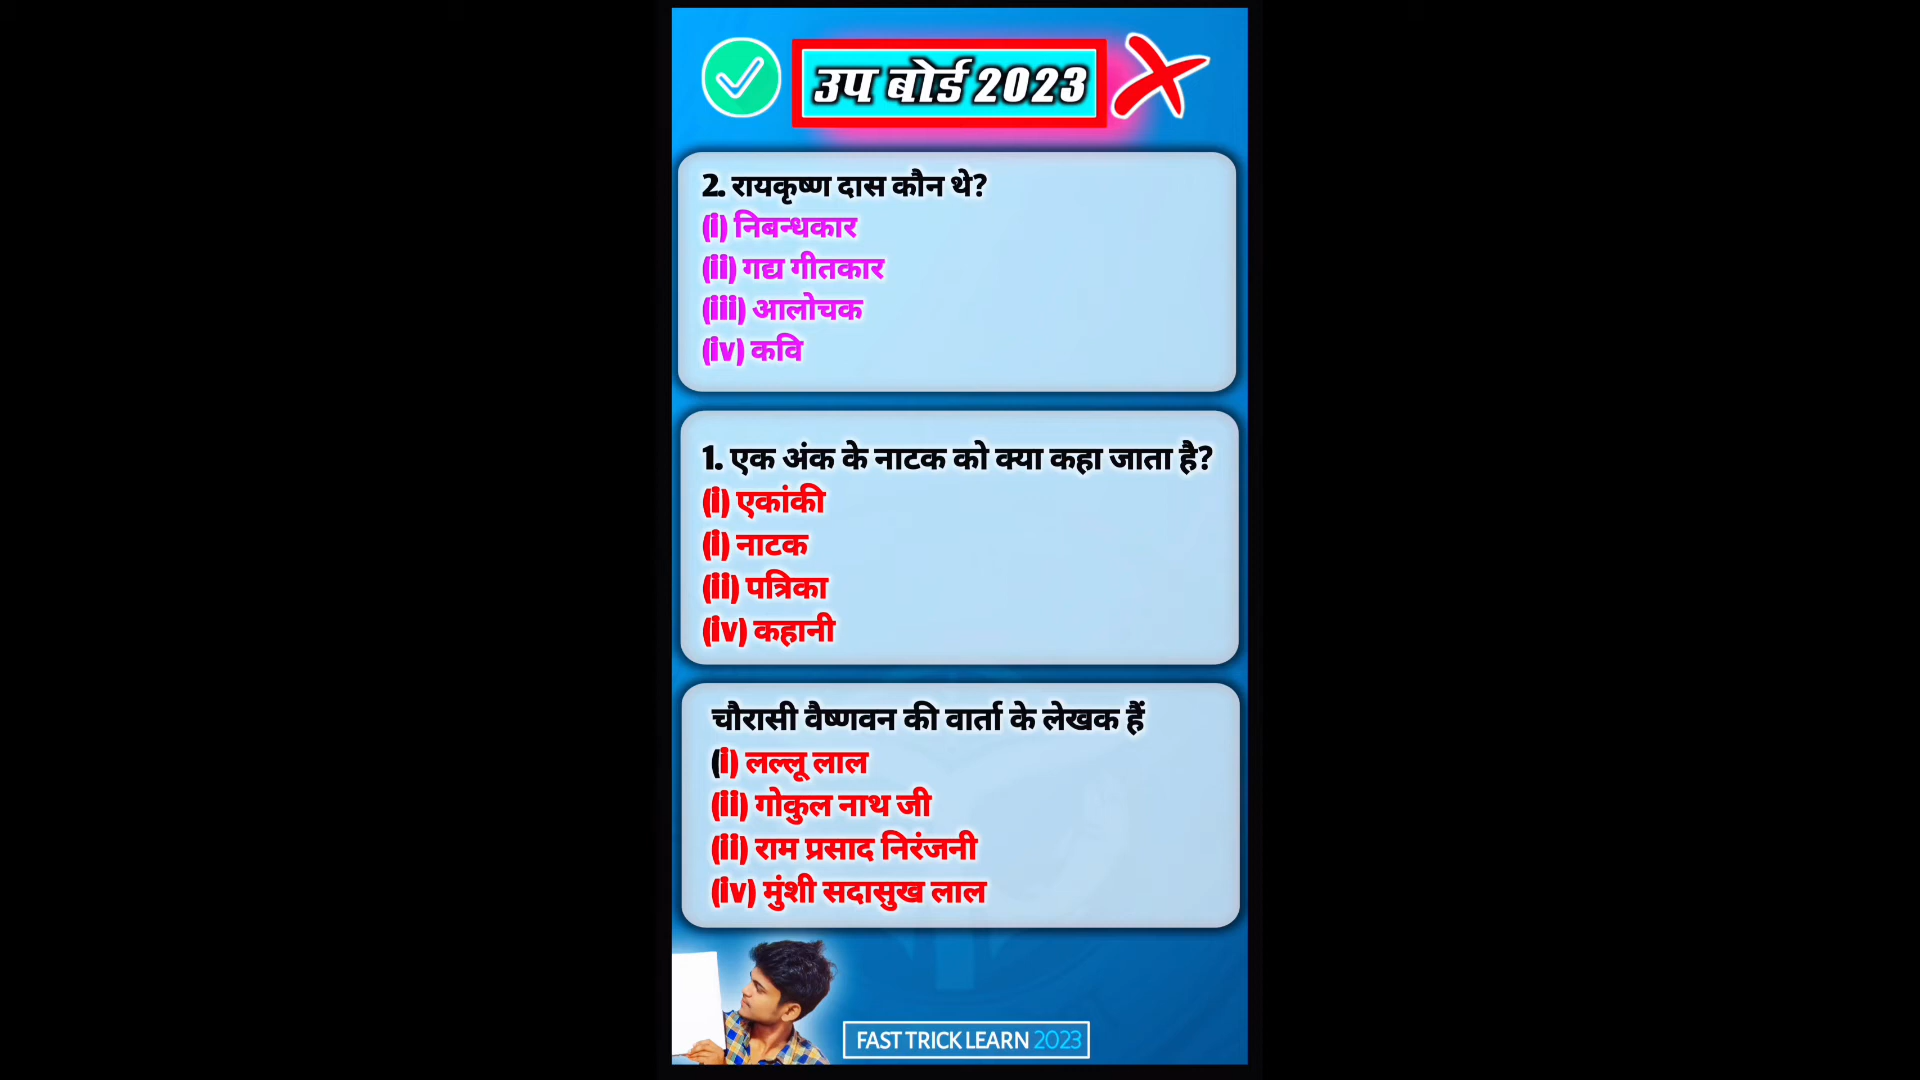 उप बोर्ड 2023
2. रायकृष्ण दास कौन थे?
(i) निबन्धकार
(ii) गद्य गीतकार
(iii) आलोचक
(iv) कवि
1. एक अंक के नाटक को क्या कहा जाता है?
(i) एकांकी
(i) नाटक
(ii) पत्रिका
(iv) कहानी
चौरासी वैष्णवन की वार्ता के लेखक हैं
(i) लल्लू लाल
(ii) गोकुल नाथ जी
(ii) राम प्रसाद निरंजनी
(iv) मुंशी सदासुख लाल
FAST TRICK LEARN 2023